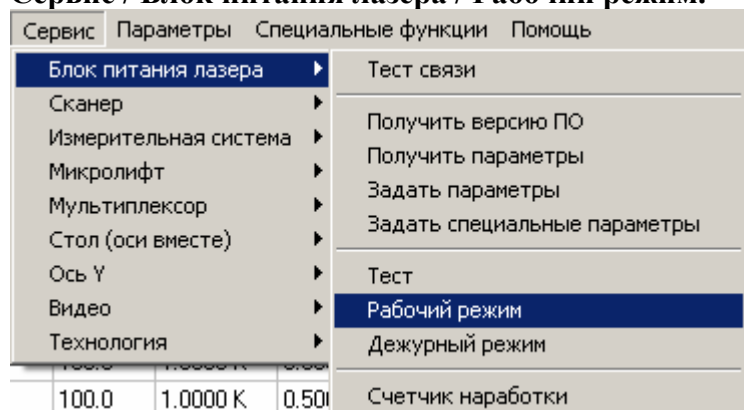 Сервис / Блок питания лазера / Рабочий режим.
Сервис Параметры Специальные функции Помощь
Блок питания лазера
Сканер
Измерительная система
Микролифт
Мультиплексор
Стол (оси вместе)
Ось Y
Видео
Технология
Тест связи
Получить версию ПО
Получить параметры
Задать параметры
Задать специальные параметры
Тест
Рабочий режим
Дежурный режим
Счетчик наработки
100.0 1.0000 K